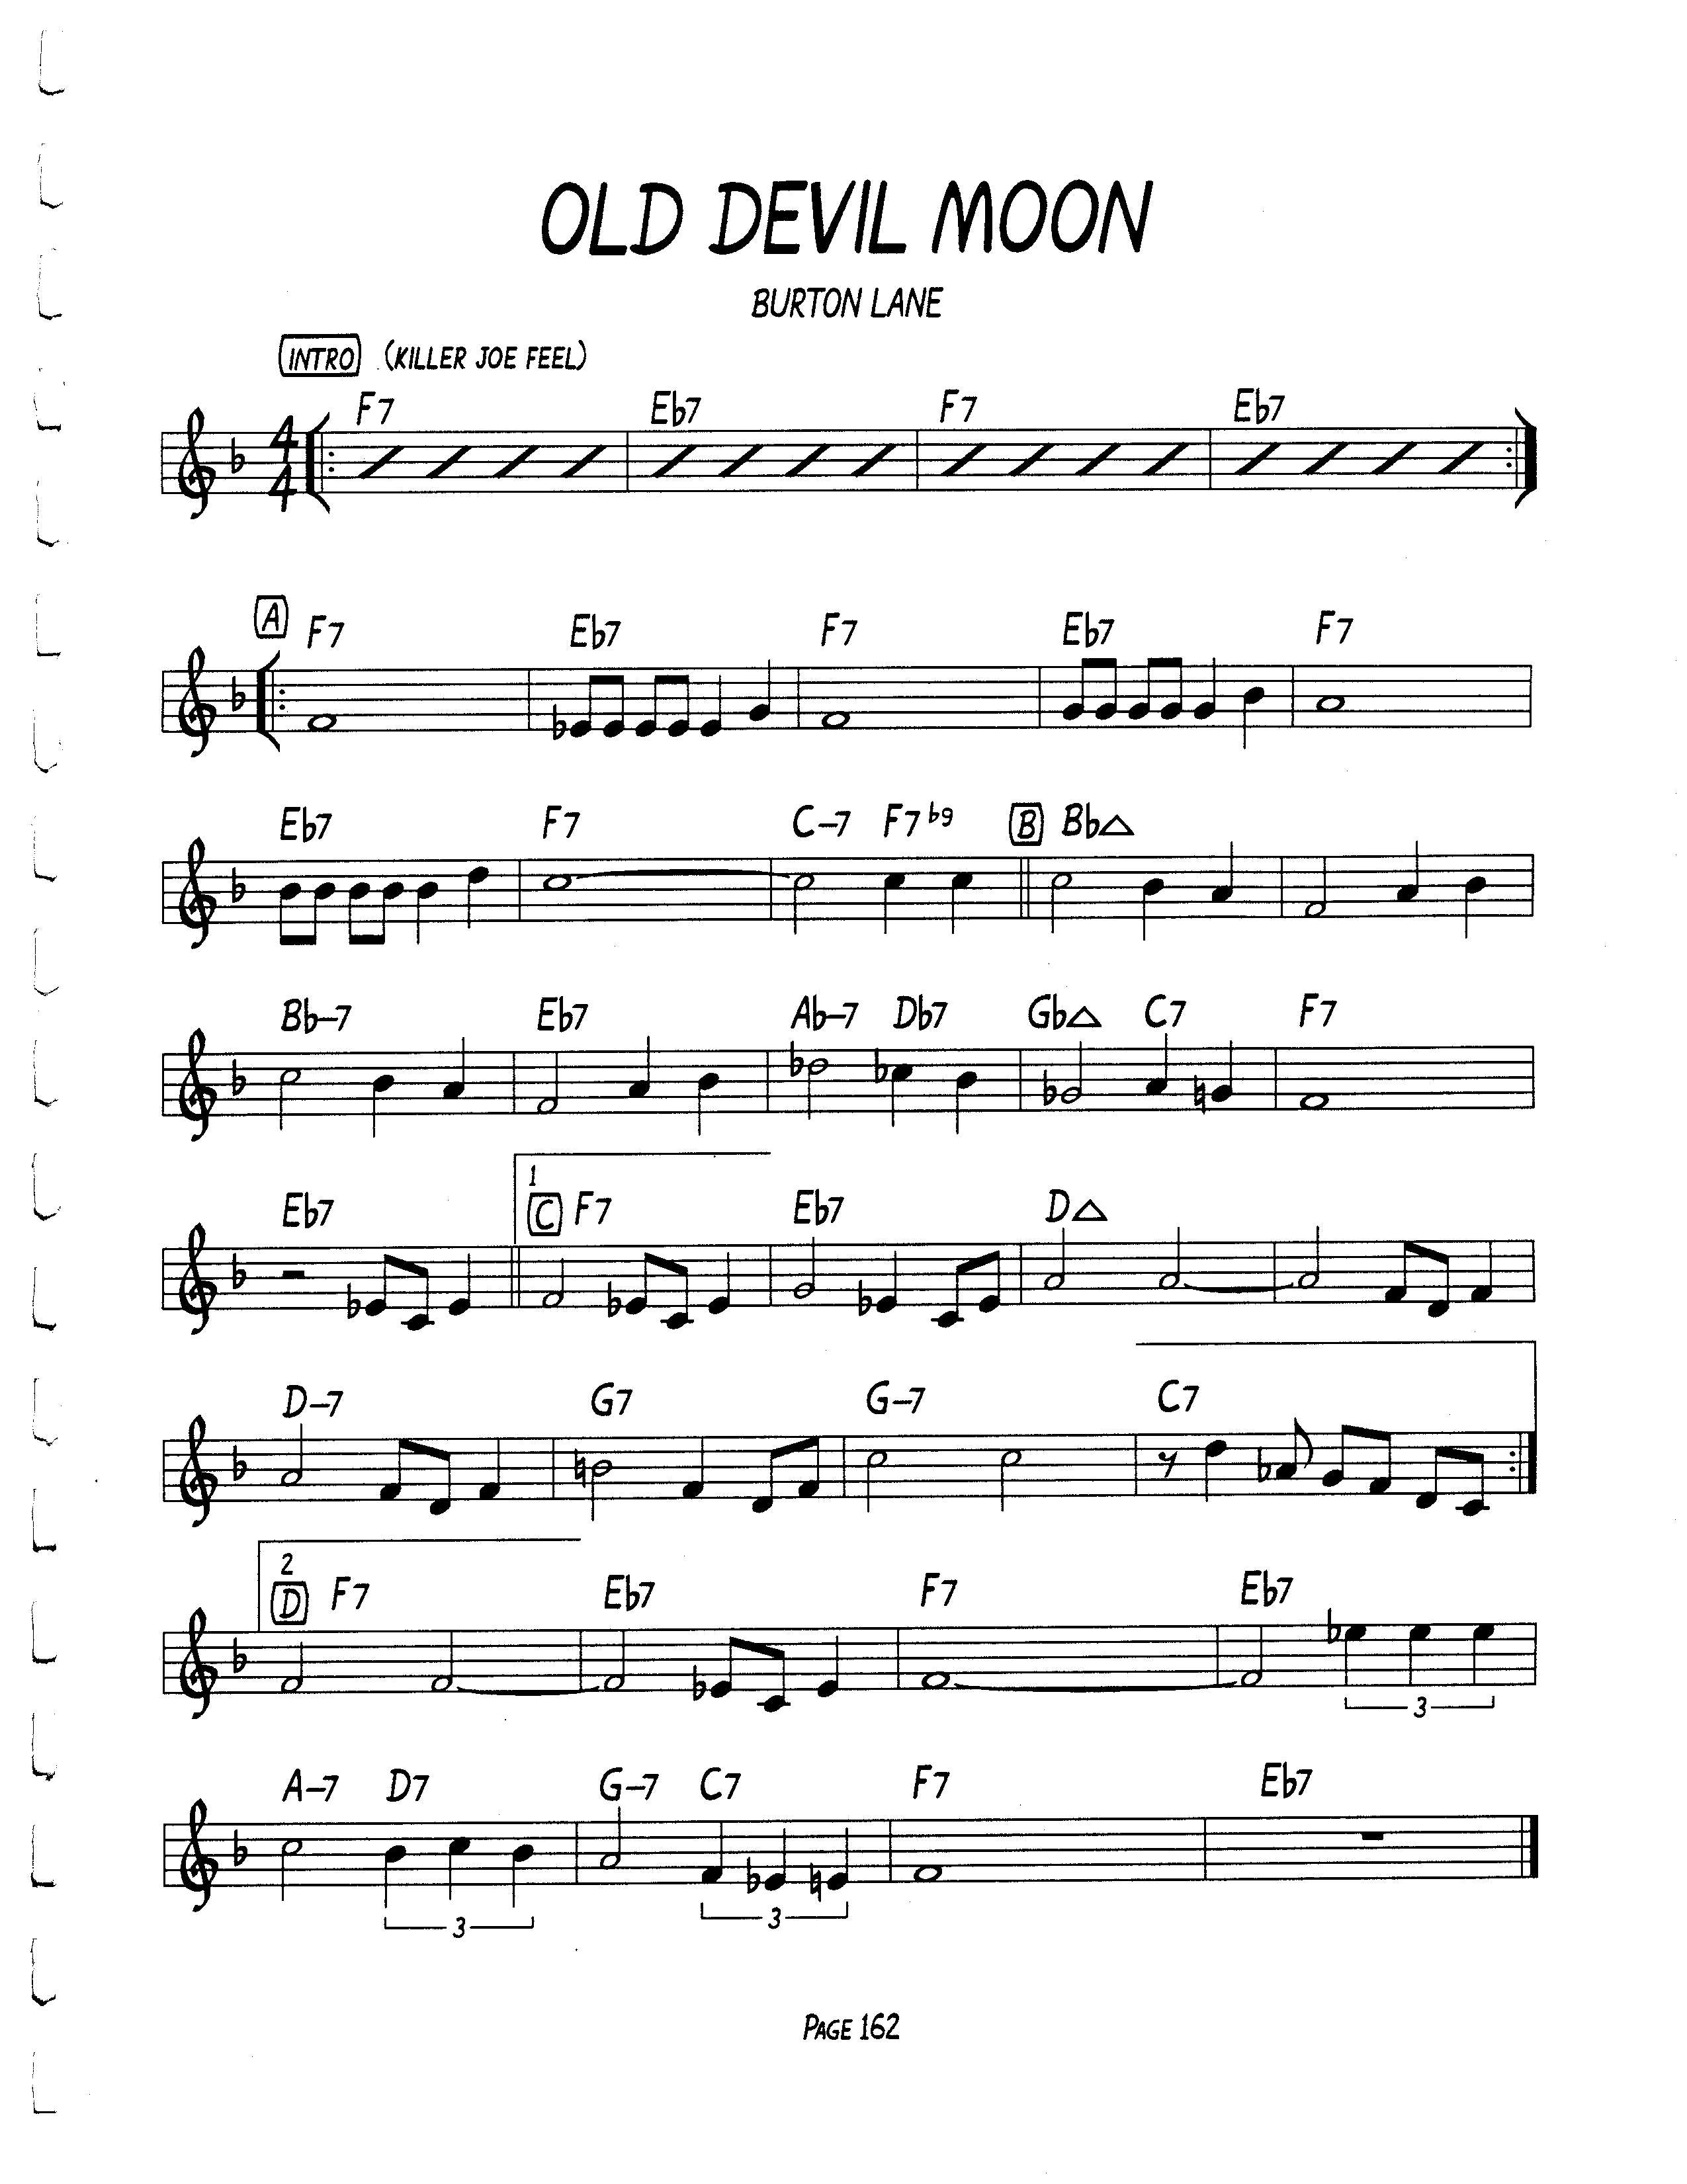 OLD DEVIL MOON
BURTON LANE
INTRO (KILLER JOE FEEL)
F7 Eb7 F7 Eb7
4
4
A F7 Eb7 F7 Eb7 F7
Eb7 F7 C-7 F7 b9 B Bb△
Bb-7 Eb7 Ab-7 Db7 Gb△ C7 F7
1
Eb7 C F7 Eb7 D△
D-7 G7 G-7 C7
2
D F7 Eb7 F7 Eb7
3
A-7 D7 G-7 C7 F7 Eb7
3 3
PAGE 162